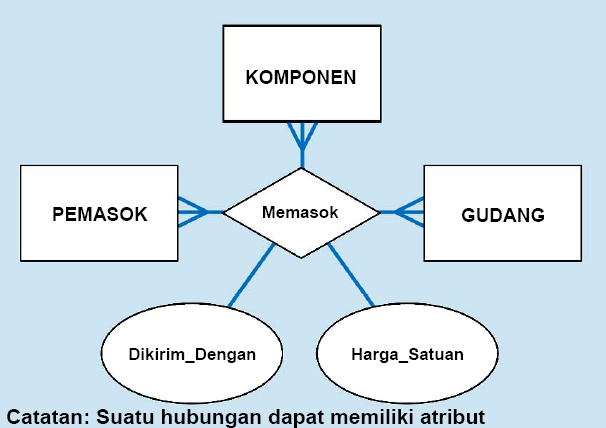 KOMPONEN
PEMASOK
Memasok
GUDANG
Dikirim_Dengan
Harga_Satuan
Catatan: Suatu hubungan dapat memiliki atribut